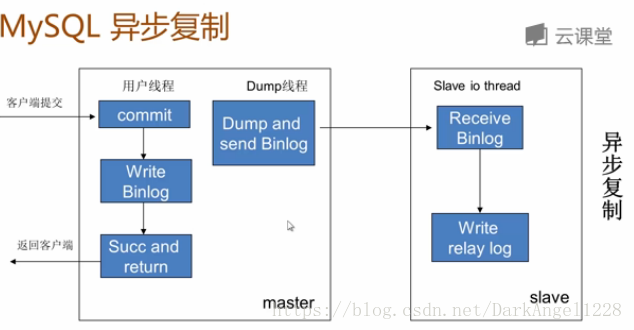 MySQL 异步复制
云课堂
用户线程
Dump线程
Slave io thread
客户端提交
commit
Dump and
send Binlog
Receive
Binlog
Write
Binlog
异步复制
返回客户端
Succ and
return
Write
relay log
master
slave
https://blog.csdn.net/DarkAngel1228